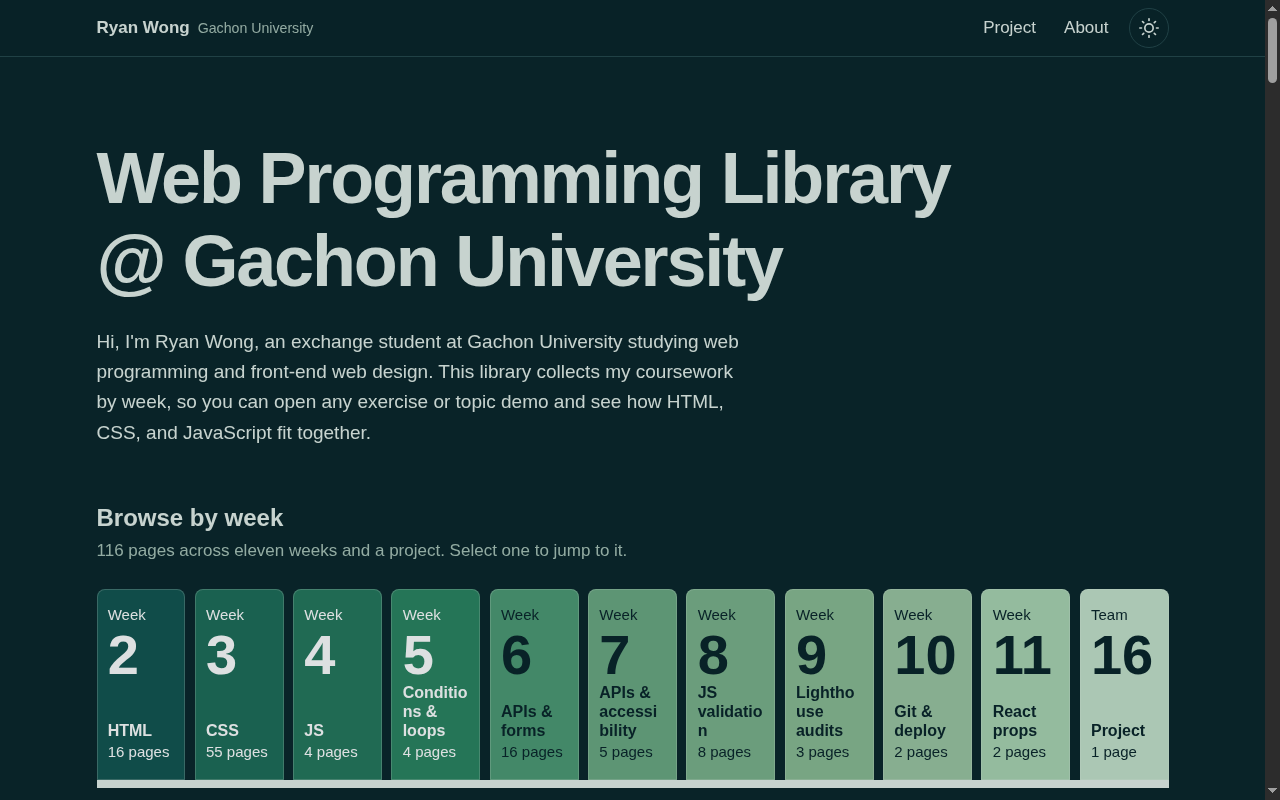 Ryan Wong Gachon University
Project
About
Web Programming Library
@ Gachon University
Hi, I'm Ryan Wong, an exchange student at Gachon University studying web
programming and front-end web design. This library collects my coursework
by week, so you can open any exercise or topic demo and see how HTML,
CSS, and JavaScript fit together.
Browse by week
116 pages across eleven weeks and a project. Select one to jump to it.
Week
2
HTML
16 pages
Week
3
CSS
55 pages
Week
4
JS
4 pages
Week
5
Conditio
ns &
loops
4 pages
Week
6
APIs &
forms
16 pages
Week
7
APIs &
accessi
bility
5 pages
Week
8
JS
validatio
n
8 pages
Week
9
Lightho
use
audits
3 pages
Week
10
Git &
deploy
2 pages
Week
11
React
props
2 pages
Team
16
Project
1 page